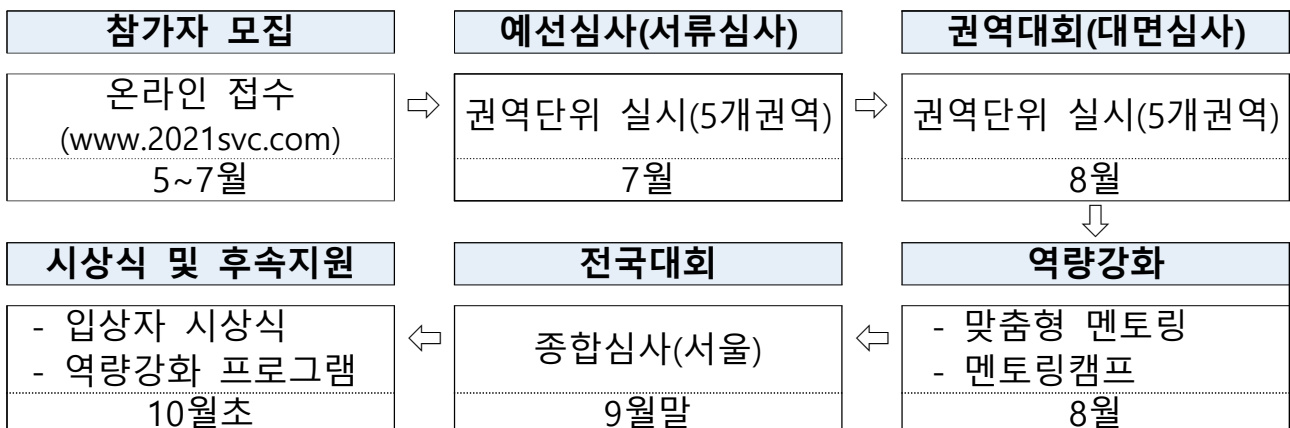 참가자 모집
온라인 접수
(www.2021svc.com)
5~7월
⇨
예선심사(서류심사)
권역단위 실시(5개권역)
7월
⇨
권역대회(대면심사)
권역단위 실시(5개권역)
8월
⇩
역량강화
- 맞춤형 멘토링
- 멘토링캠프
8월
⇦
전국대회
종합심사(서울)
9월말
⇦
시상식 및 후속지원
- 입상자 시상식
- 역량강화 프로그램
10월초